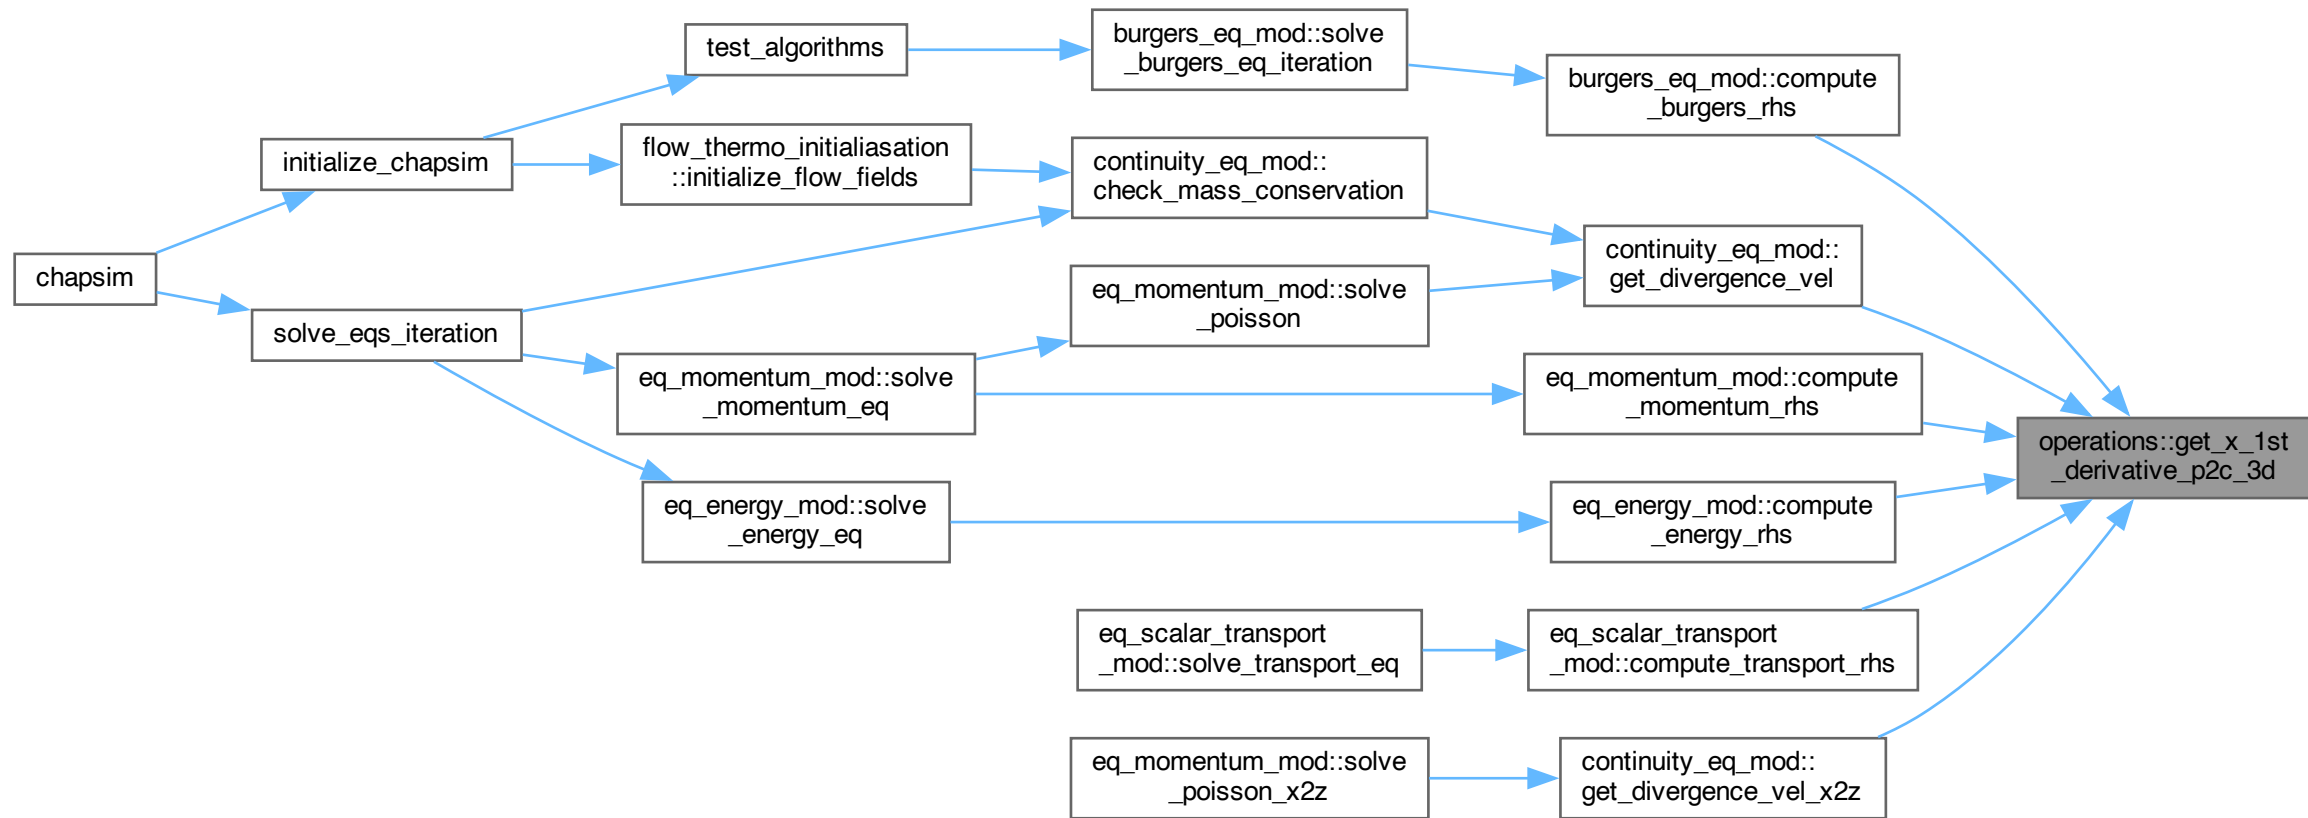 test_algorithms
burgers_eq_mod::solve
_burgers_eq_iteration
burgers_eq_mod::compute
_burgers_rhs
initialize_chapsim
flow_thermo_initialiasation
::initialize_flow_fields
continuity_eq_mod::
check_mass_conservation
continuity_eq_mod::
get_divergence_vel
chapsim
eq_momentum_mod::solve
_poisson
solve_eqs_iteration
eq_momentum_mod::solve
_momentum_eq
eq_momentum_mod::compute
_momentum_rhs
operations::get_x_1st
_derivative_p2c_3d
eq_energy_mod::solve
_energy_eq
eq_energy_mod::compute
_energy_rhs
eq_scalar_transport
_mod::solve_transport_eq
eq_scalar_transport
_mod::compute_transport_rhs
eq_momentum_mod::solve
_poisson_x2z
continuity_eq_mod::
get_divergence_vel_x2z